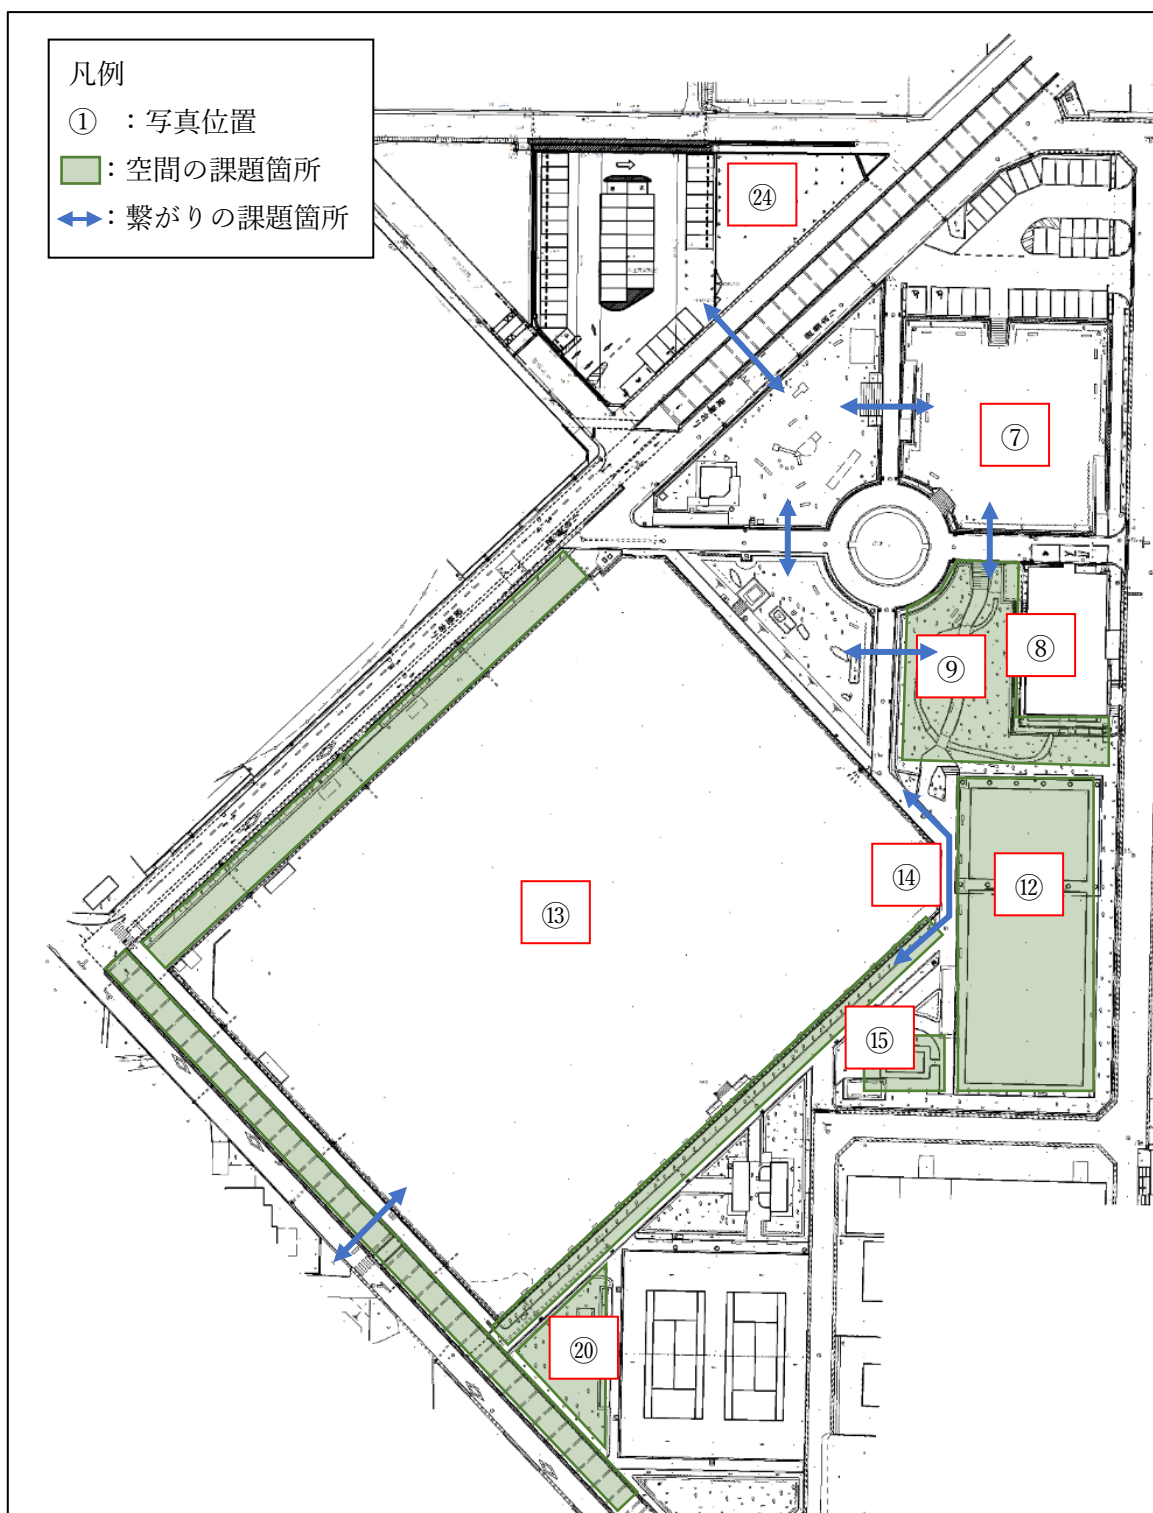 凡例
① ：写真位置
：空間の課題箇所
：繋がりの課題箇所
㉔
⑦
⑧
⑨
⑭
⑫
⑬
⑮
⑳